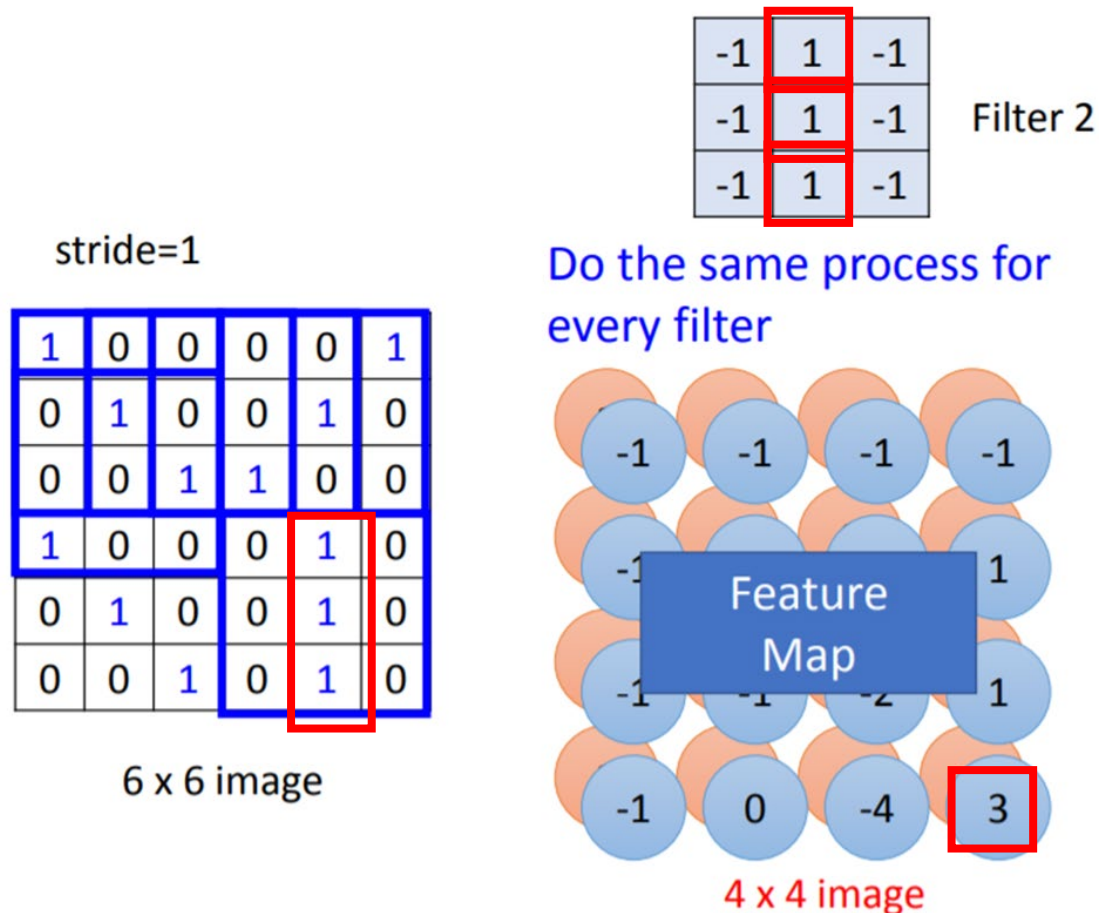 -1 1 -1
-1 1 -1
-1 1 -1
Filter 2
stride=1
Do the same process for
every filter
1 0 0 0 0 1
0 1 0 0 1 0
0 0 1 1 0 0
1 0 0 0 1 0
0 1 0 0 1 0
0 0 1 0 1 0
6 x 6 image
-1 -1 -1 -1
-1 1
Feature
Map
-1 -1 -2 1
-1 0 -4 3
4 x 4 image